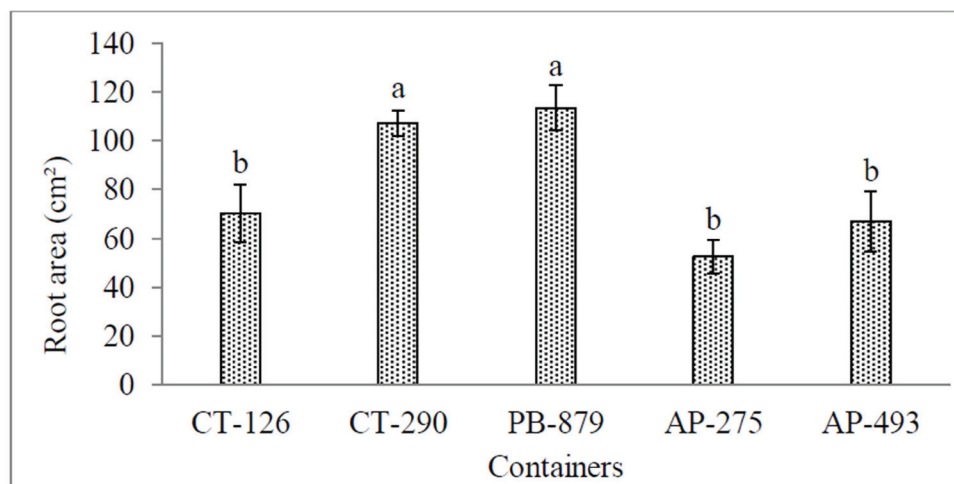 140
120
100
80
60
40
20
0
Root area (cm²)
b
a
a
b
b
CT-126 CT-290 PB-879 AP-275 AP-493
Containers